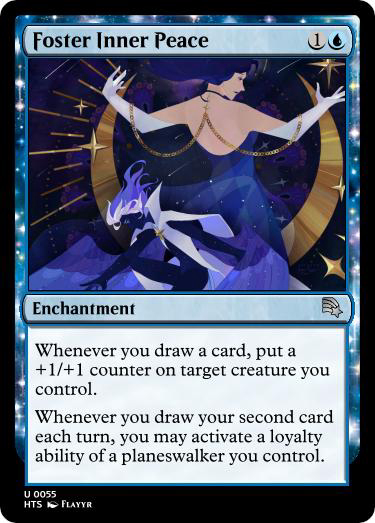 Foster Inner Peace 1
Enchantment
Whenever you draw a card, put a
+1/+1 counter on target creature you
control.
Whenever you draw your second card
each turn, you may activate a loyalty
ability of a planeswalker you control.
U 0055
HTS Flayyr